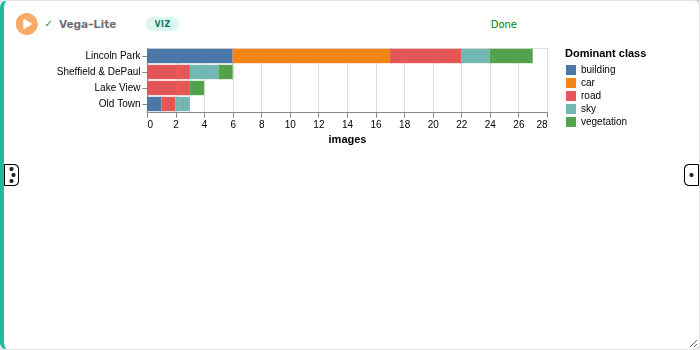 ✓ Vega-Lite VIZ Done
Lincoln Park
Sheffield & DePaul
Lake View
Old Town
0 2 4 6 8 10 12 14 16 18 20 22 24 26 28
images
Dominant class
building
car
road
sky
vegetation